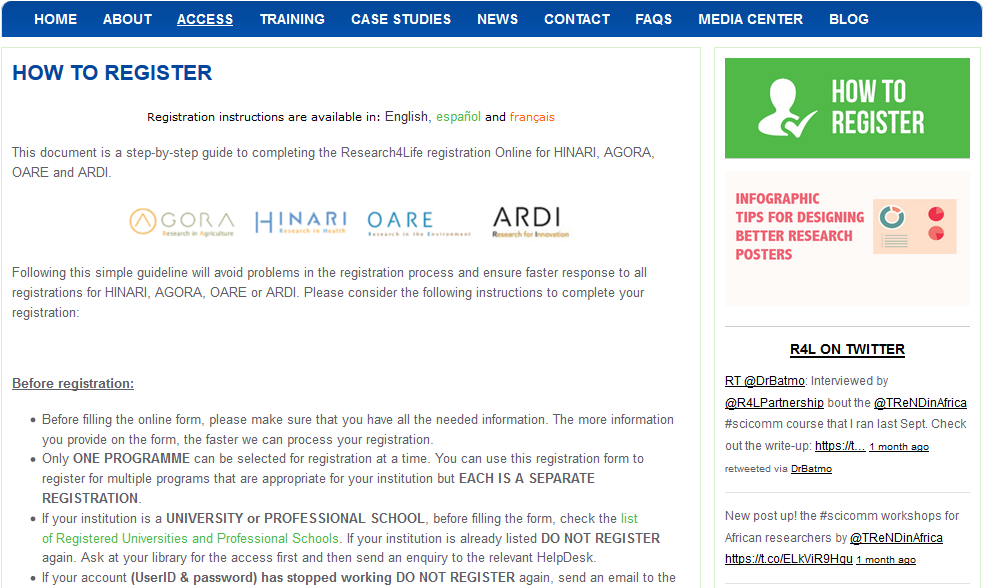 HOME ABOUT ACCESS TRAINING CASE STUDIES NEWS CONTACT FAQS MEDIA CENTER BLOG
HOW TO REGISTER
Registration instructions are available in: English, español and français
This document is a step-by-step guide to completing the Research4Life registration Online for HINARI, AGORA,
OARE and ARDI.
AGORA
Research in Agriculture
HINARI
Research in Health
OARE
Research in the Environment
ARDI
Research for Innovation
Following this simple guideline will avoid problems in the registration process and ensure faster response to all
registrations for HINARI, AGORA, OARE or ARDI. Please consider the following instructions to complete your
registration:
Before registration:
• Before filling the online form, please make sure that you have all the needed information. The more information
you provide on the form, the faster we can process your registration.
• Only ONE PROGRAMME can be selected for registration at a time. You can use this registration form to
register for multiple programs that are appropriate for your institution but EACH IS A SEPARATE
REGISTRATION.
• If your institution is a UNIVERSITY or PROFESSIONAL SCHOOL, before filling the form, check the list
of Registered Universities and Professional Schools. If your institution is already listed DO NOT REGISTER
again. Ask at your library for the access first and then send an enquiry to the relevant HelpDesk.
• If your account (UserID & password) has stopped working DO NOT REGISTER again, send an email to the
HOW TO
REGISTER
INFOGRAPHIC
TIPS FOR DESIGNING
BETTER RESEARCH
POSTERS
R4L ON TWITTER
RT @DrBatmo: Interviewed by
@R4LPartnership bout the @TReNDinAfrica
#scicomm course that I ran last Sept. Check
out the write-up: https://t… 1 month ago
retweeted via DrBatmo
New post up! the #scicomm workshops for
African researchers by @TReNDinAfrica
https://t.co/ELkViR9Hqu 1 month ago